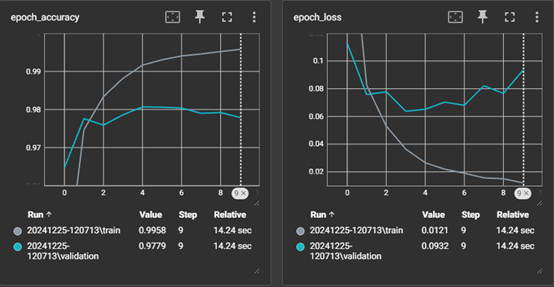 epoch_accuracy
0.99
0.98
0.97
0 2 4 6 8 9
Run ↑ Value Step Relative
20241225-120713\train 0.9958 9 14.24 sec
20241225-
120713\validation 0.9779 9 14.24 sec
epoch_loss
0.1
0.08
0.06
0.04
0.02
0 2 4 6 8 9
Run ↑ Value Step Relative
20241225-120713\train 0.0121 9 14.24 sec
20241225-
120713\validation 0.0932 9 14.24 sec